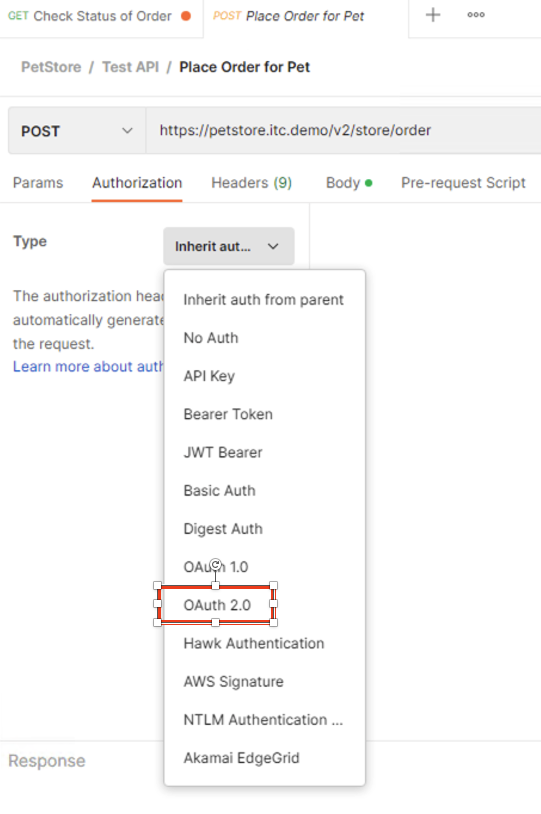 GET Check Status of Order POST Place Order for Pet
PetStore / Test API / Place Order for Pet
POST https://petstore.itc.demo/v2/store/order
Params Authorization Headers (9) Body Pre-request Script
Type Inherit aut...
The authorization hea
automatically generate
the request.
Learn more about auth
Inherit auth from parent
No Auth
API Key
Bearer Token
JWT Bearer
Basic Auth
Digest Auth
OAuth 1.0
OAuth 2.0
Hawk Authentication
AWS Signature
NTLM Authentication ...
Akamai EdgeGrid
Response